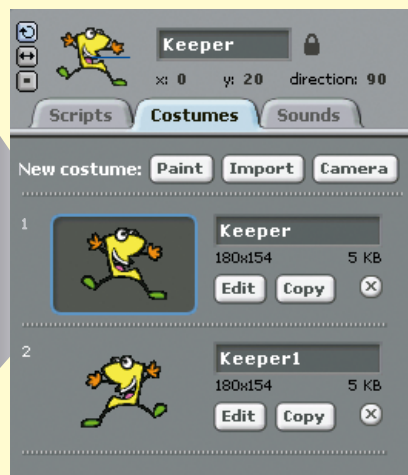 Keeper
x: 0 y: 20 direction: 90
Scripts Costumes Sounds
New costume: Paint Import Camera
1
Keeper
180x154 5 KB
Edit Copy
2
Keeper1
180x154 5 KB
Edit Copy